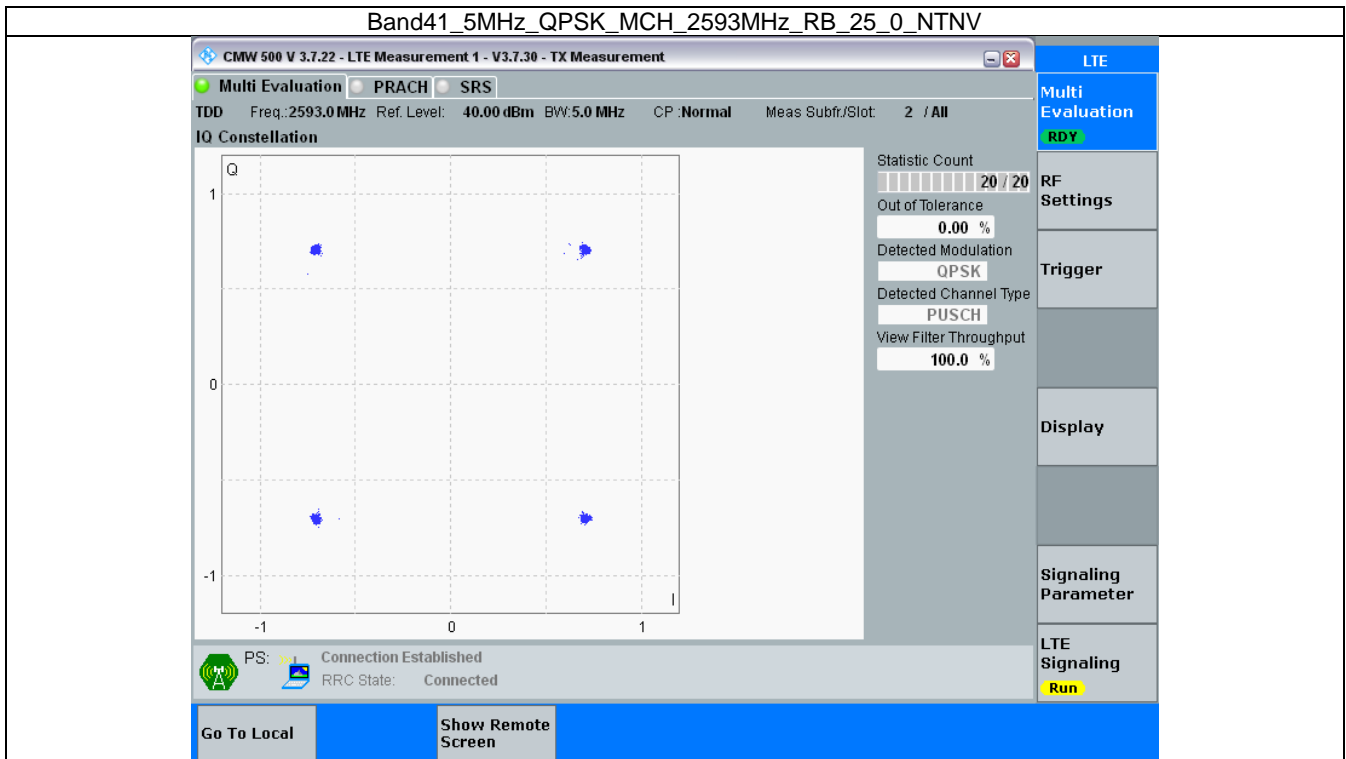 Band41_5MHz_QPSK_MCH_2593MHz_RB_25_0_NTNV
CMW 500 V 3.7.22 - LTE Measurement 1 - V3.7.30 - TX Measurement
LTE
Multi Evaluation PRACH SRS
TDD Freq.:2593.0 MHz Ref. Level: 40.00 dBm BW:5.0 MHz CP :Normal Meas Subfr./Slot: 2 / All
IQ Constellation
Q
1
0
-1
I
-1 0 1
Statistic Count
20 / 20
Out of Tolerance
0.00 %
Detected Modulation
QPSK
Detected Channel Type
PUSCH
View Filter Throughput
100.0 %
Multi
Evaluation
RDY
RF
Settings
Trigger
Display
Signaling
Parameter
LTE
Signaling
Run
PS: Connection Established
RRC State: Connected
Go To Local
Show Remote
Screen